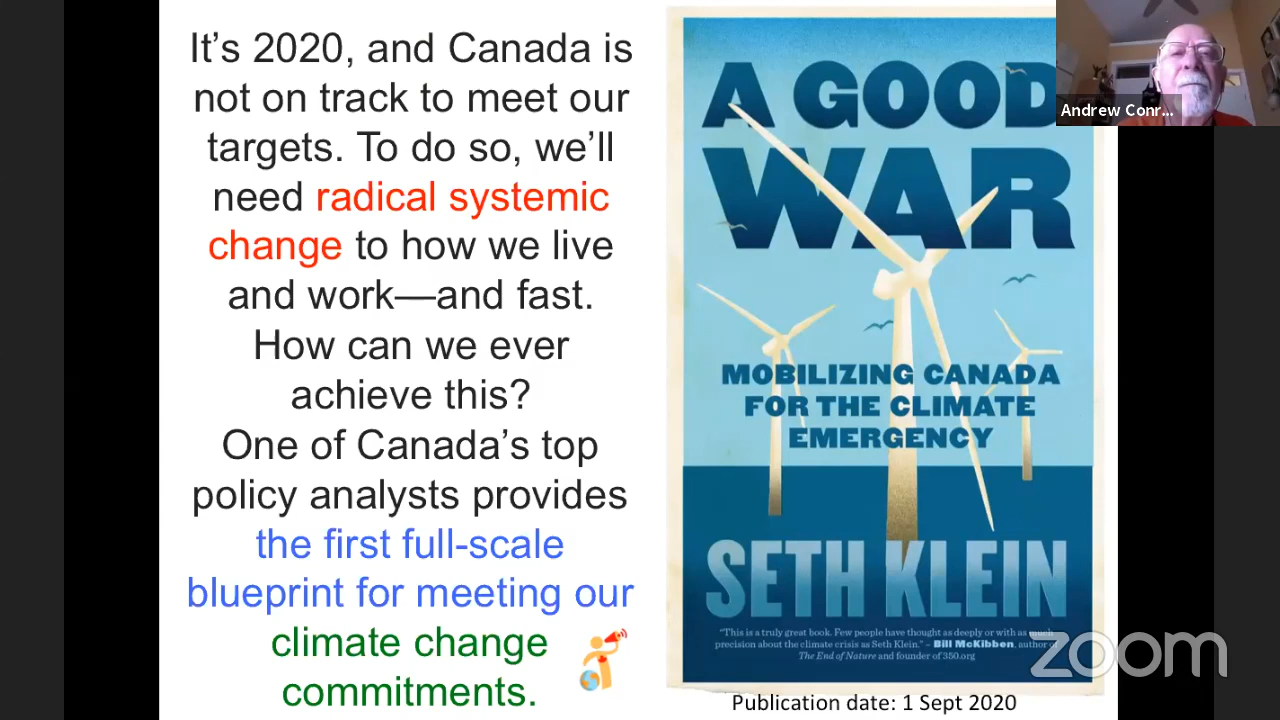 It’s 2020, and Canada is
not on track to meet our
targets. To do so, we’ll
need radical systemic
change to how we live
and work—and fast.
How can we ever
achieve this?
One of Canada’s top
policy analysts provides
the first full-scale
blueprint for meeting our
climate change
commitments.
A GOOD
WAR
MOBILIZING CANADA
FOR THE CLIMATE
EMERGENCY
SETH KLEIN
“This is a truly great book. Few people have thought as deeply or with as much
precision about the climate crisis as Seth Klein.” – Bill McKibben, author of
The End of Nature and founder of 350.org
Publication date: 1 Sept 2020
Andrew Conr...
zoom